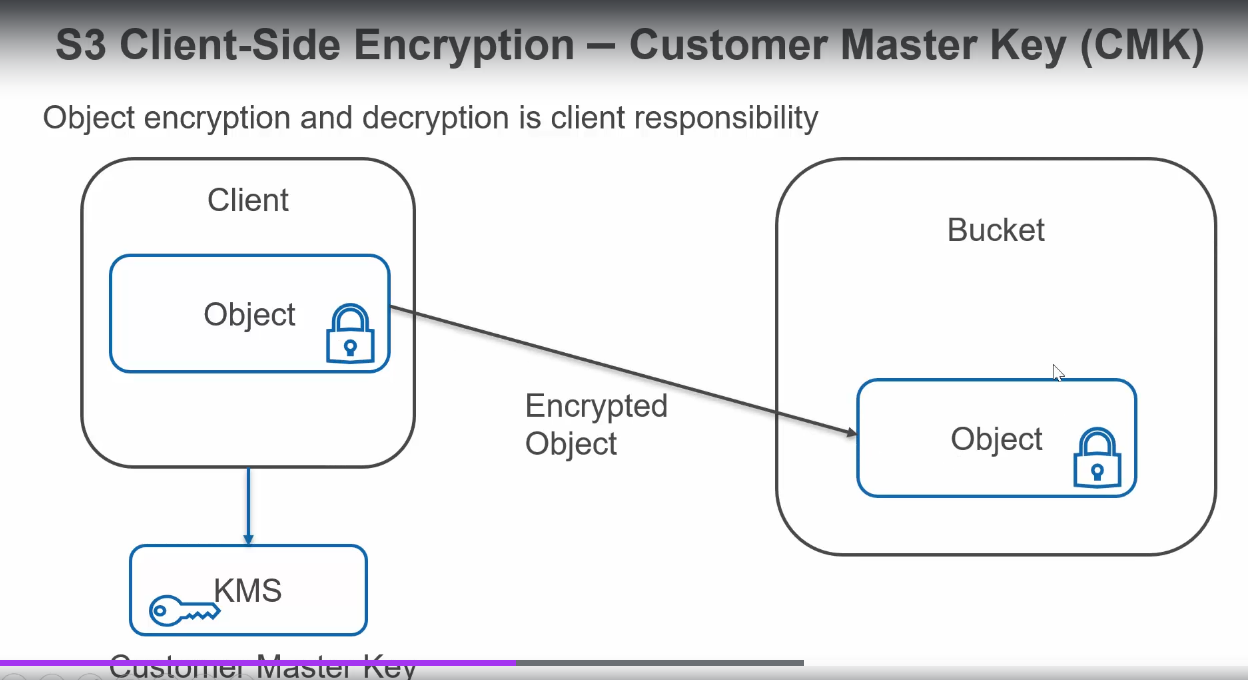 S3 Client-Side Encryption – Customer Master Key (CMK)
Object encryption and decryption is client responsibility
Client
Bucket
Object
Encrypted
Object
Object
KMS
Customer Master Key